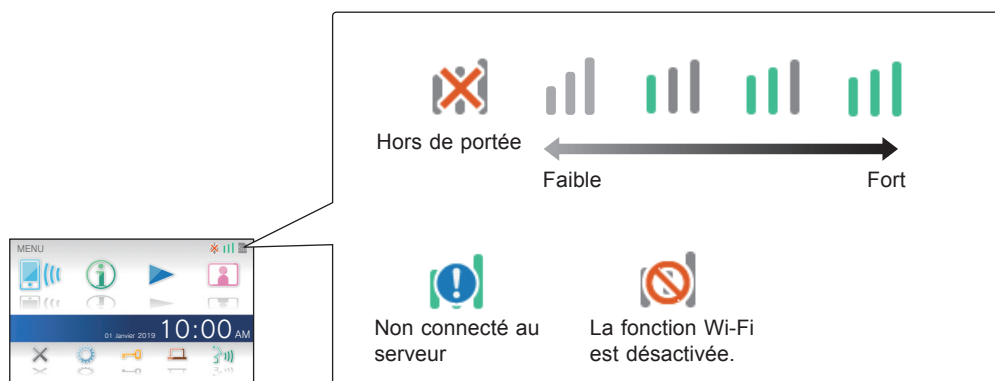 Hors de portée
Faible
Fort
MENU
01 Janvier 2019 10:00 AM
Non connecté au
serveur
La fonction Wi-Fi
est désactivée.